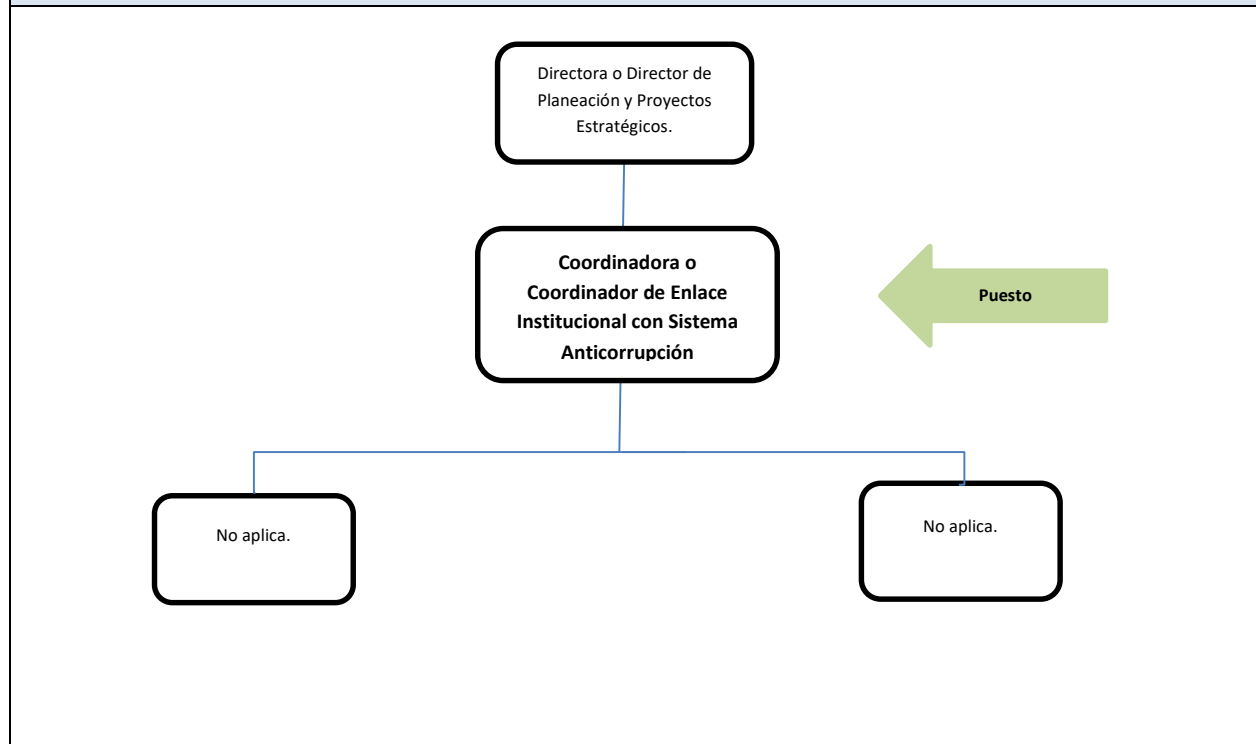 Directora o Director de
Planeación y Proyectos
Estratégicos.
Coordinadora o
Coordinador de Enlace
Institucional con Sistema
Anticorrupción
Puesto
No aplica.
No aplica.